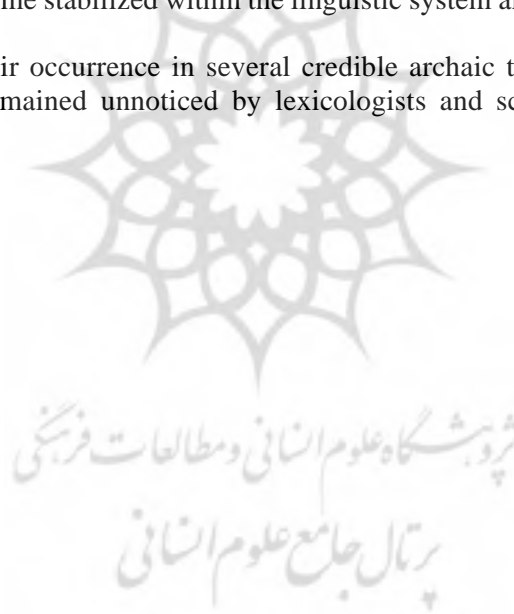 me stabilized within the linguistic system a
ir occurrence in several credible archaic t
mained unnoticed by lexicologists and sc
پژوهشگاه علوم انسانی و مطالعات فرهنگی
پرتال جامع علوم انسانی